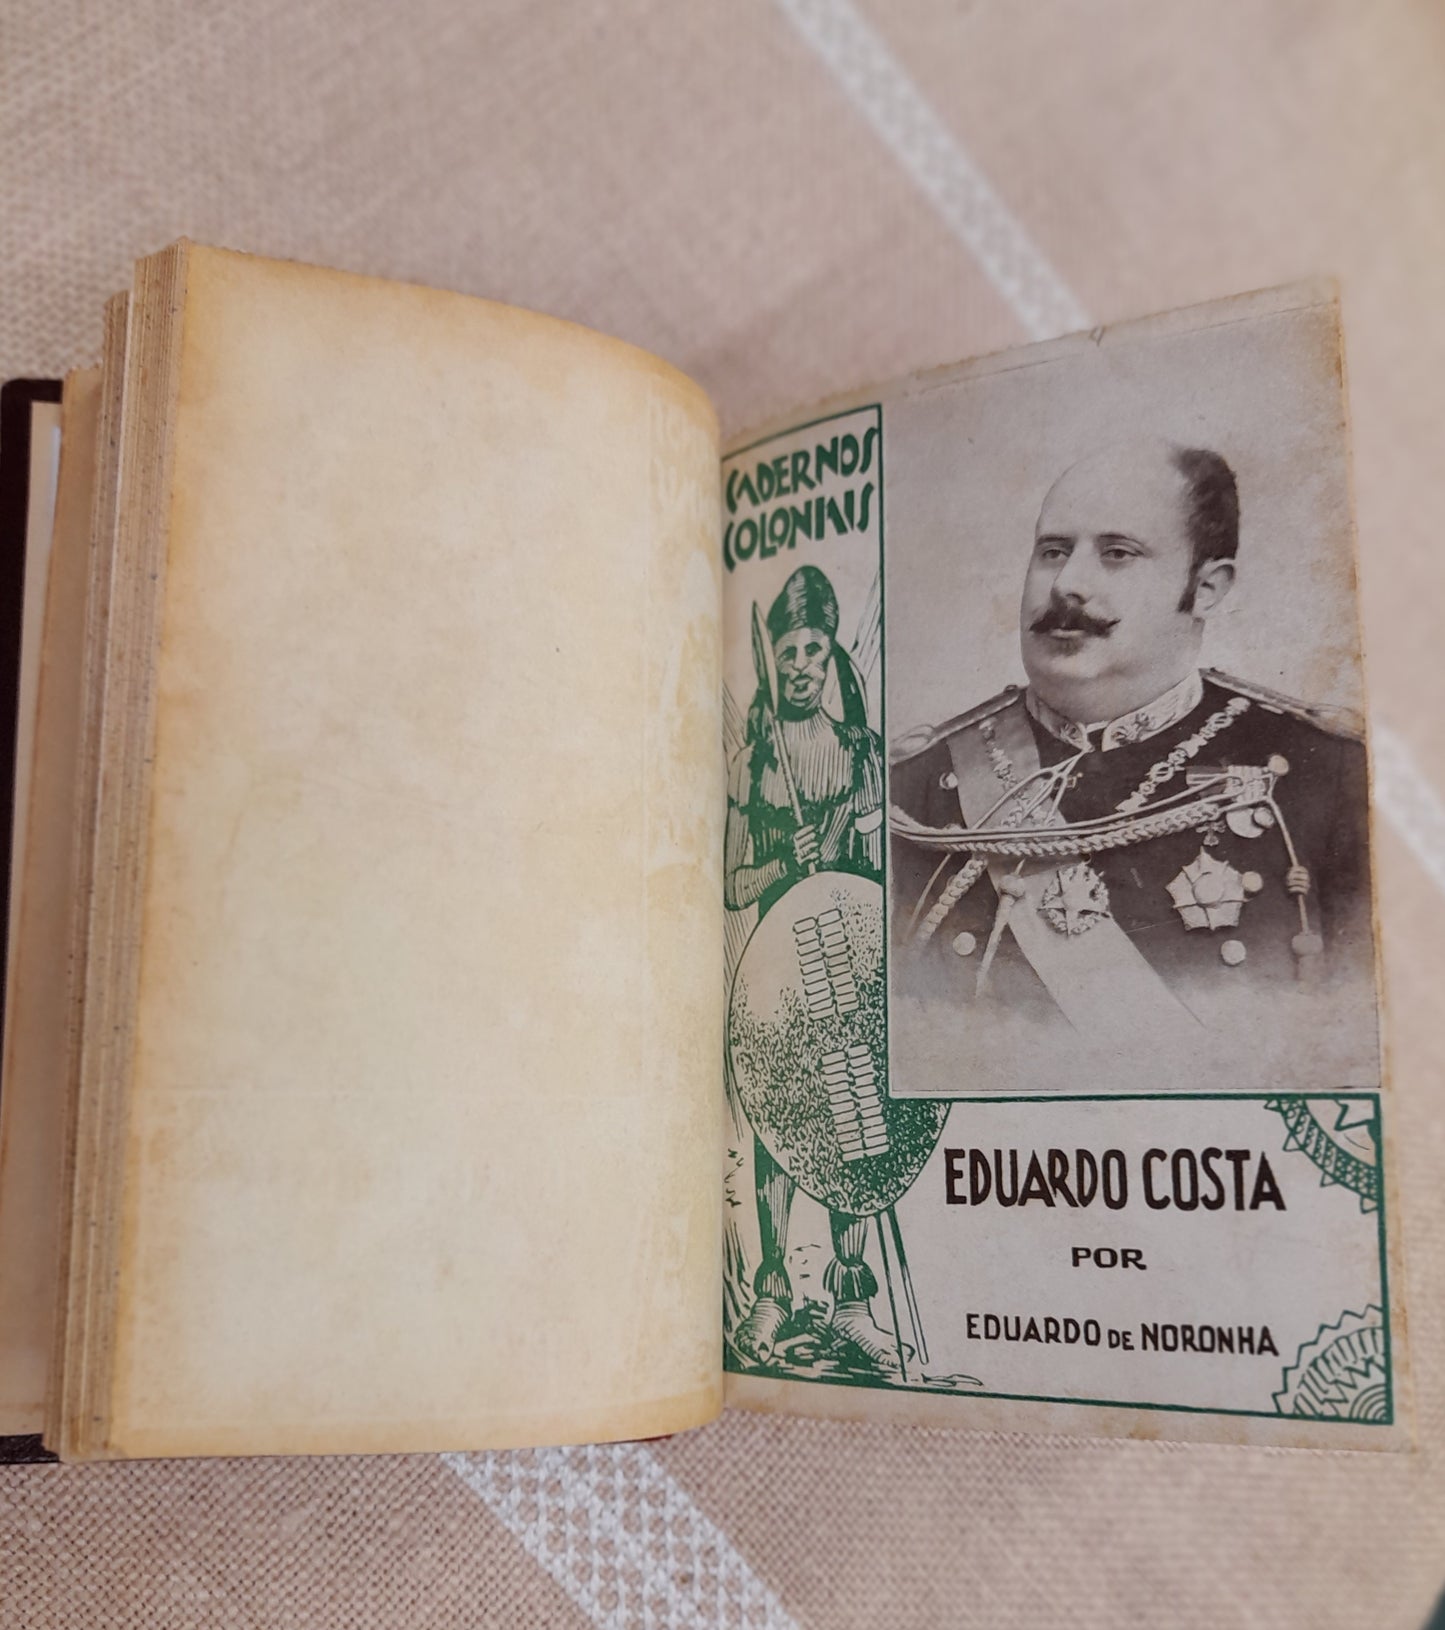 CADERNOS
COLONIAIS
EDUARDO COSTA
POR
EDUARDO DE NORONHA